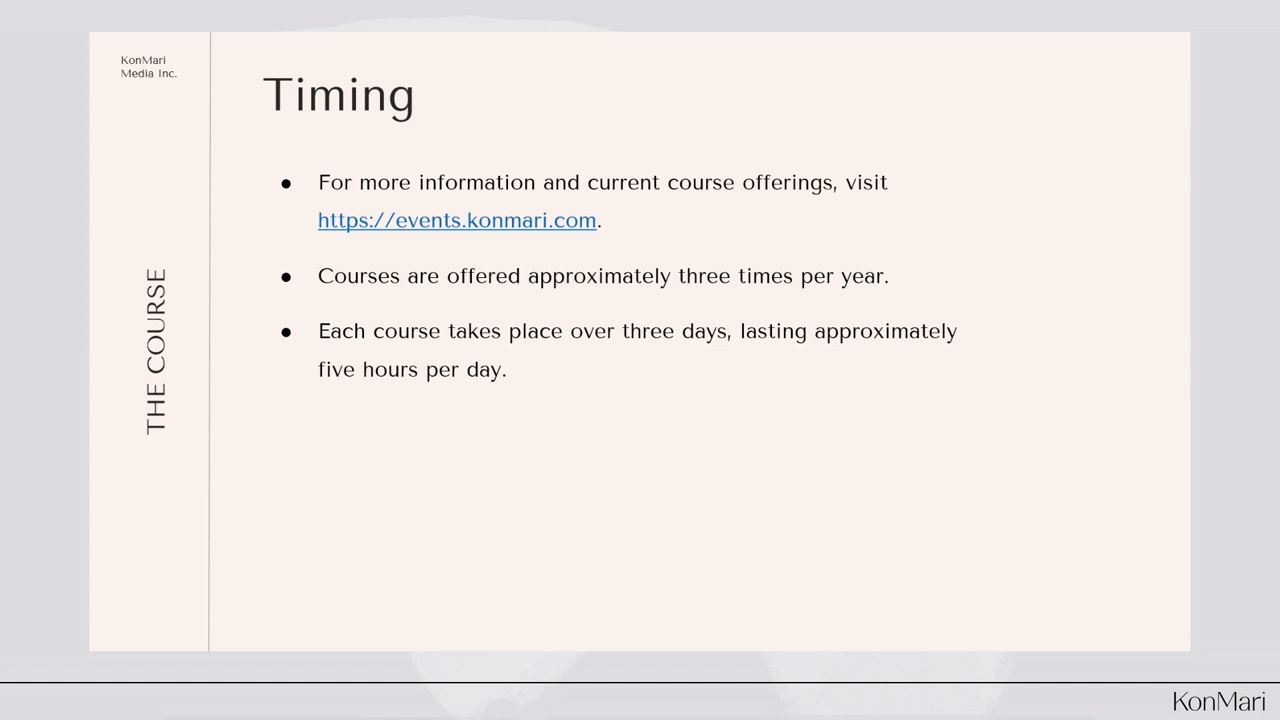 KonMari
Media Inc.
THE COURSE
Timing
● For more information and current course offerings, visit
https://events.konmari.com.
● Courses are offered approximately three times per year.
● Each course takes place over three days, lasting approximately
five hours per day.
KonMari